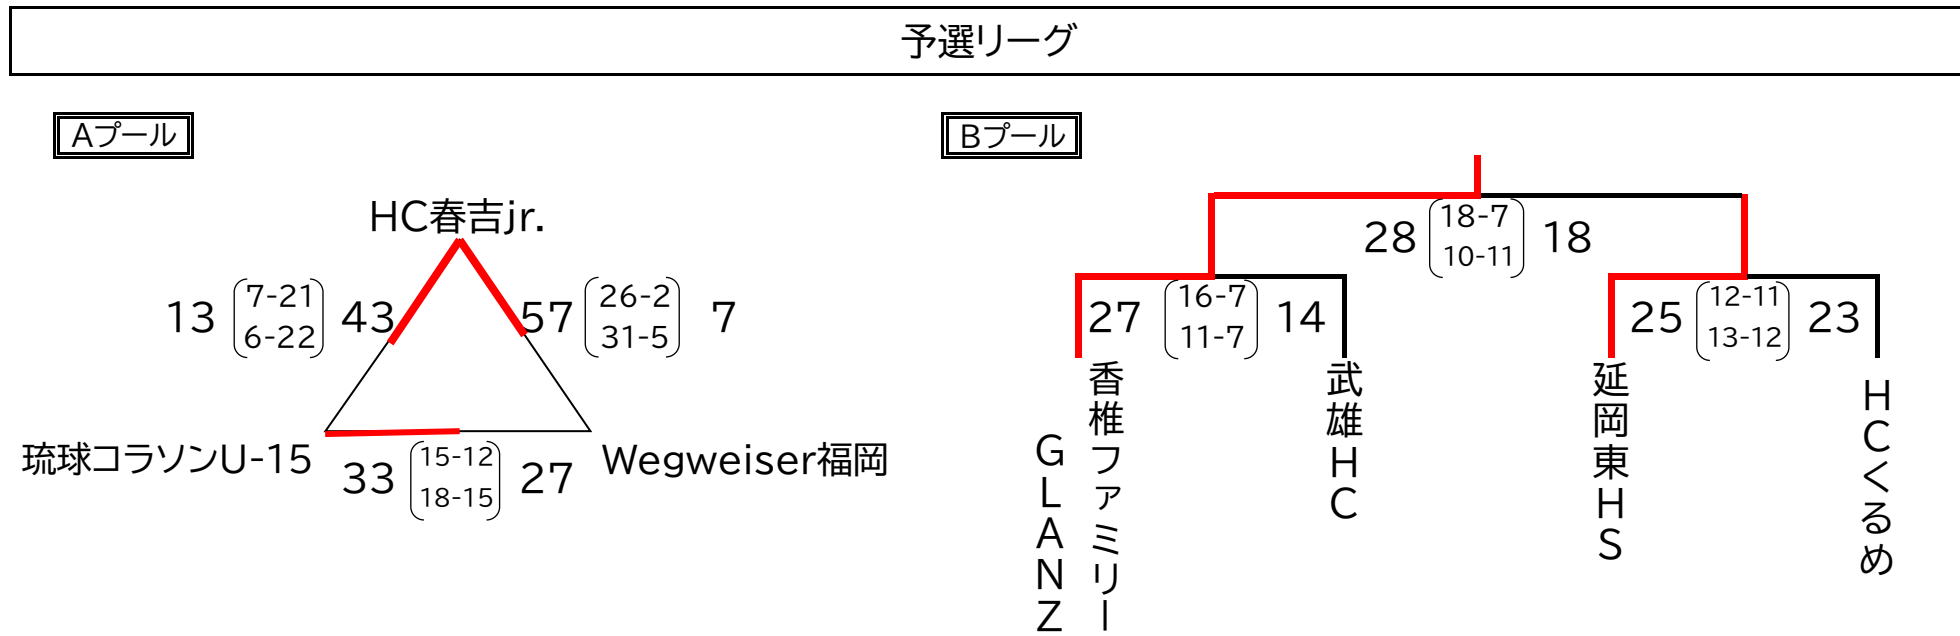 予選リーグ
Aプール
HC春吉jr.
13
7-21
6-22
43
57
26-2
31-5
7
琉球コラソンU-15
33
15-12
18-15
27
Wegweiser福岡
Bプール
28
18-7
10-11
18
27
16-7
11-7
14
25
12-11
13-12
23
香椎ファミリー
GLANZ
武雄HC
延岡東HS
HCくるめ